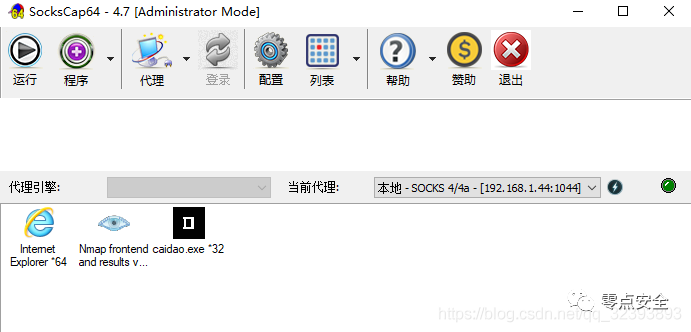 SocksCap64 - 4.7 [Administrator Mode]
运行 程序 代理 登录 配置 列表 帮助 赞助 退出
代理引擎: 当前代理: 本地 - SOCKS 4/4a - [192.168.1.44:1044]
Internet Explorer *64
Nmap frontend and results v...
caidao.exe *32
零点安全
https://blog.csdn.net/qq_32393893